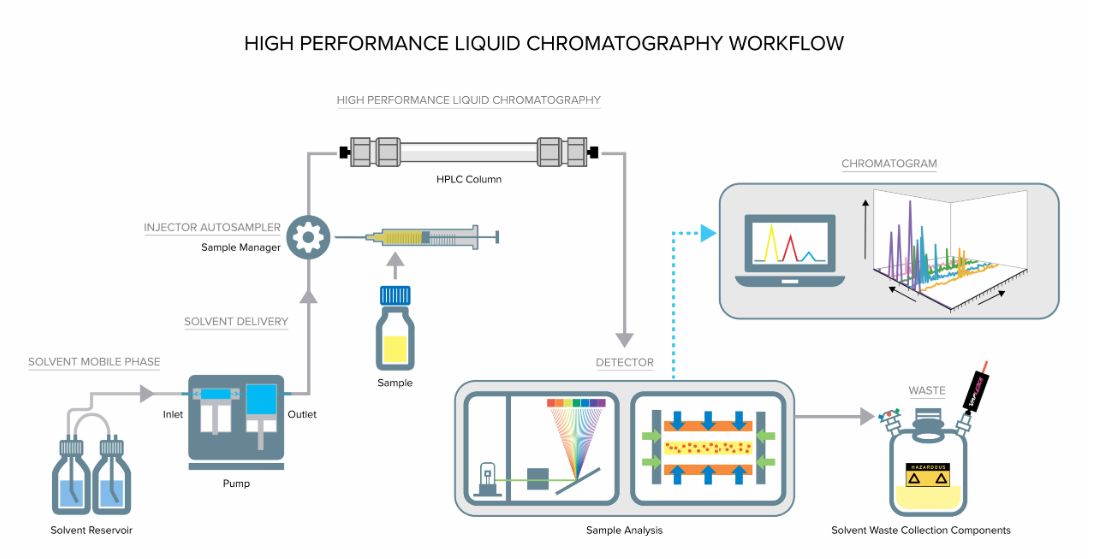 HIGH PERFORMANCE LIQUID CHROMATOGRAPHY WORKFLOW
HIGH PERFORMANCE LIQUID CHROMATOGRAPHY
HPLC Column
CHROMATOGRAM
INJECTOR AUTOSAMPLER
Sample Manager
SOLVENT DELIVERY
Sample
SOLVENT MOBILE PHASE
Inlet
Outlet
Pump
Solvent Reservoir
DETECTOR
Sample Analysis
WASTE
VAPLOCK
HAZARDOUS
Solvent Waste Collection Components